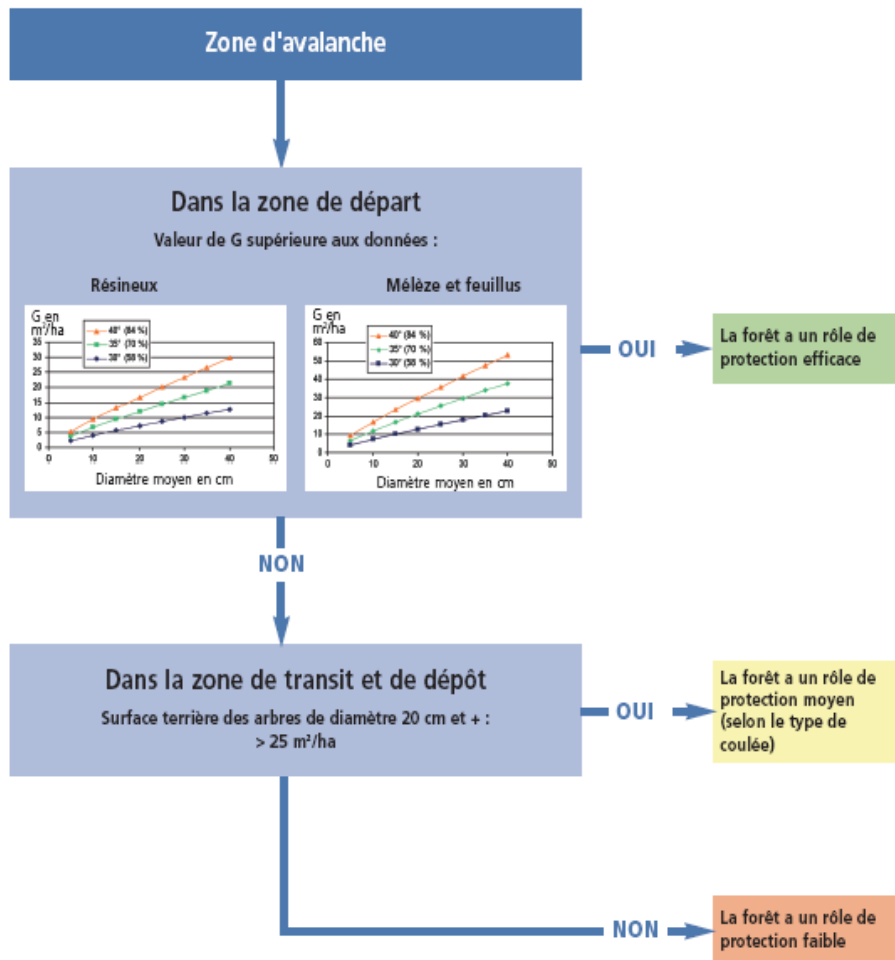 Zone d'avalanche
Dans la zone de départ
Valeur de G supérieure aux données :
Résineux
G en
m²/ha
40° (84 %)
35° (70 %)
30° (58 %)
35
30
25
20
15
10
5
0
0 10 20 30 40 50
Diamètre moyen en cm
Mélèze et feuillus
G en
m²/ha
40° (84 %)
35° (70 %)
30° (58 %)
60
50
40
30
20
10
0
0 10 20 30 40 50
Diamètre moyen en cm
OUI
La forêt a un rôle de
protection efficace
NON
Dans la zone de transit et de dépôt
Surface terrière des arbres de diamètre 20 cm et + :
> 25 m²/ha
OUI
La forêt a un rôle de
protection moyen
(selon le type de
coulée)
NON
La forêt a un rôle de
protection faible